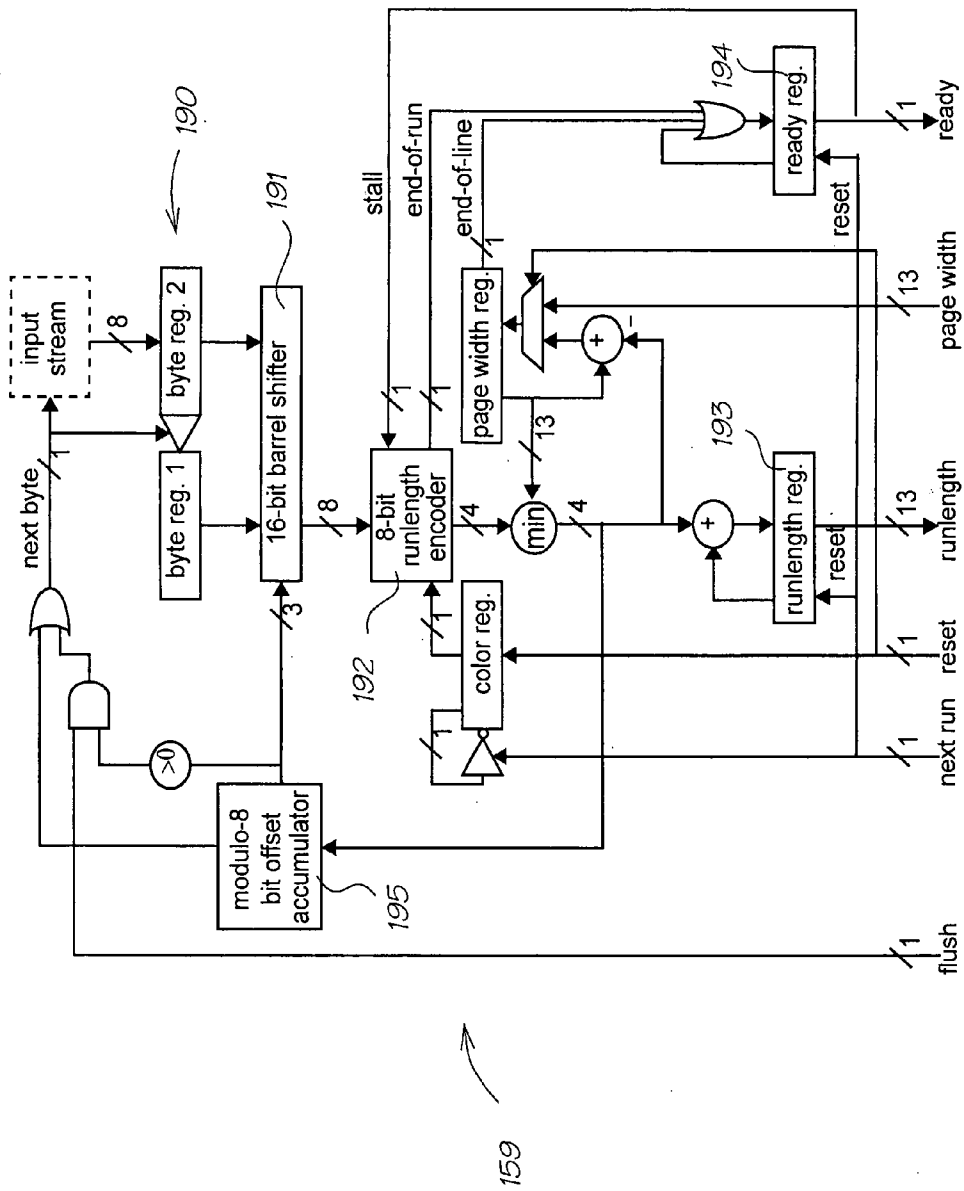 input
stream
190
next byte
1
8
byte reg. 1
byte reg. 2
191
16-bit barrel shifter
3
8
>0
modulo-8
bit offset
accumulator
195
stall
1
end-of-run
1
8-bit
runlength
encoder
192
4
1
color reg.
1
min
4
13
page width reg.
end-of-line
1
+
−
+
193
runlength reg.
reset
194
ready reg.
reset
1
flush
1
next run
1
reset
13
runlength
13
page width
1
ready
159